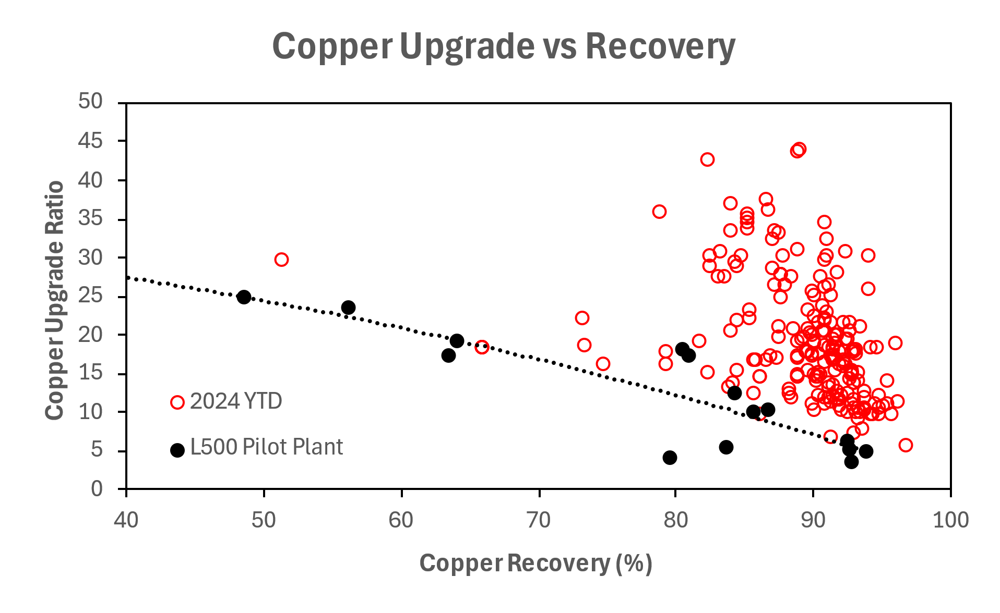 Copper Upgrade vs Recovery
Copper Upgrade Ratio
50
45
40
35
30
25
20
15
10
5
0
2024 YTD
L500 Pilot Plant
40 50 60 70 80 90 100
Copper Recovery (%)